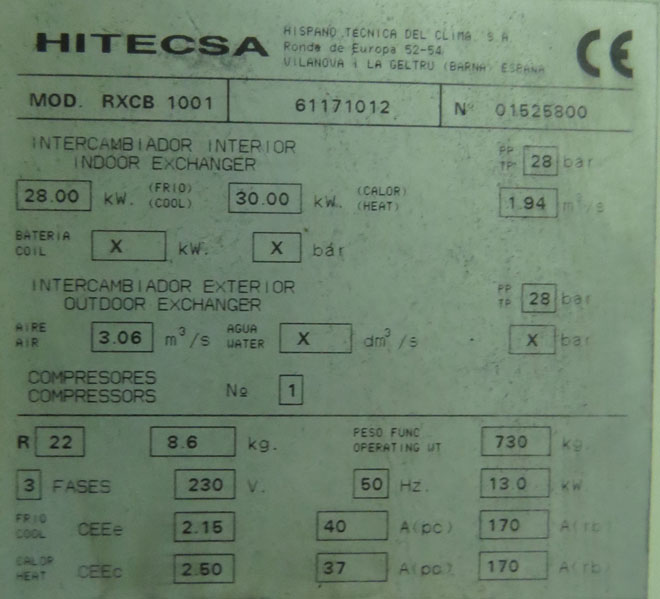 HITECSA
HISPANO TECNICA DEL CLIMA, S.A.
Ronda de Europa 52-54
VILANOVA i LA GELTRU (BARNA) ESPAÑA
CE
MOD. RXCB 1001 61171012 Nº 01525800
INTERCAMBIADOR INTERIOR
INDOOR EXCHANGER
PP
TP 28 bar
28.00 kW. (FRIO) (COOL) 30.00 kW. (CALOR) (HEAT) 1.94 m³/s
BATERIA
COIL X kW. X bár
INTERCAMBIADOR EXTERIOR
OUTDOOR EXCHANGER
PP
TP 28 bar
AIRE
AIR 3.06 m³/s AGUA
WATER X dm³/s X bar
COMPRESORES
COMPRESSORS Nº 1
R 22 8.6 kg. PESO FUNC
OPERATING WT 730 kg.
3 FASES 230 V. 50 Hz. 13.0 kW
FRIO
COOL CEEe 2.15 40 A(pc) 170 A(rb)
CALOR
HEAT CEEc 2.50 37 A(pc) 170 A(rb)